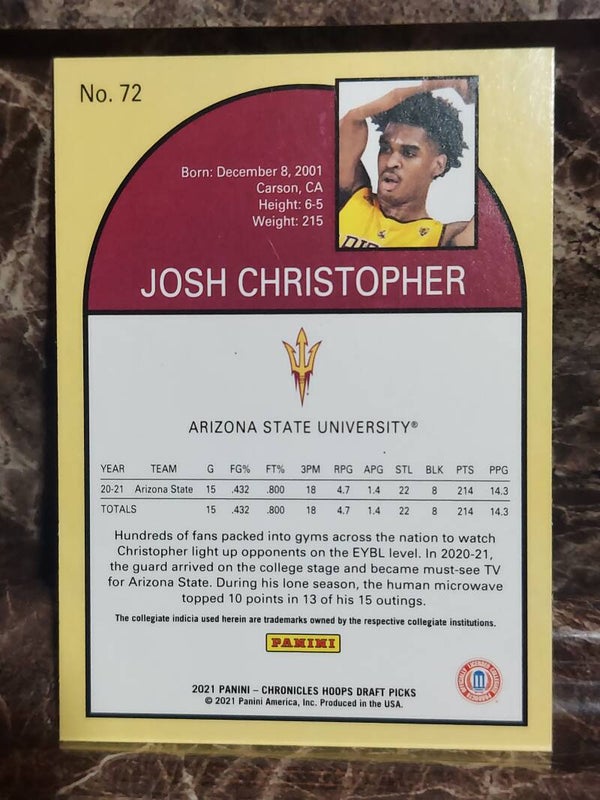 No. 72
Born: December 8, 2001
Carson, CA
Height: 6-5
Weight: 215
JOSH CHRISTOPHER
ARIZONA STATE UNIVERSITY®
YEAR TEAM G FG% FT% 3PM RPG APG STL BLK PTS PPG
20-21 Arizona State 15 .432 .800 18 4.7 1.4 22 8 214 14.3
TOTALS 15 .432 .800 18 4.7 1.4 22 8 214 14.3
Hundreds of fans packed into gyms across the nation to watch
Christopher light up opponents on the EYBL level. In 2020-21,
the guard arrived on the college stage and became must-see TV
for Arizona State. During his lone season, the human microwave
topped 10 points in 13 of his 15 outings.
The collegiate indicia used herein are trademarks owned by the respective collegiate institutions.
PANINI
2021 PANINI – CHRONICLES HOOPS DRAFT PICKS
© 2021 Panini America, Inc. Produced in the USA.
OFFICIALLY LICENSED COLLEGIATE PRODUCTS